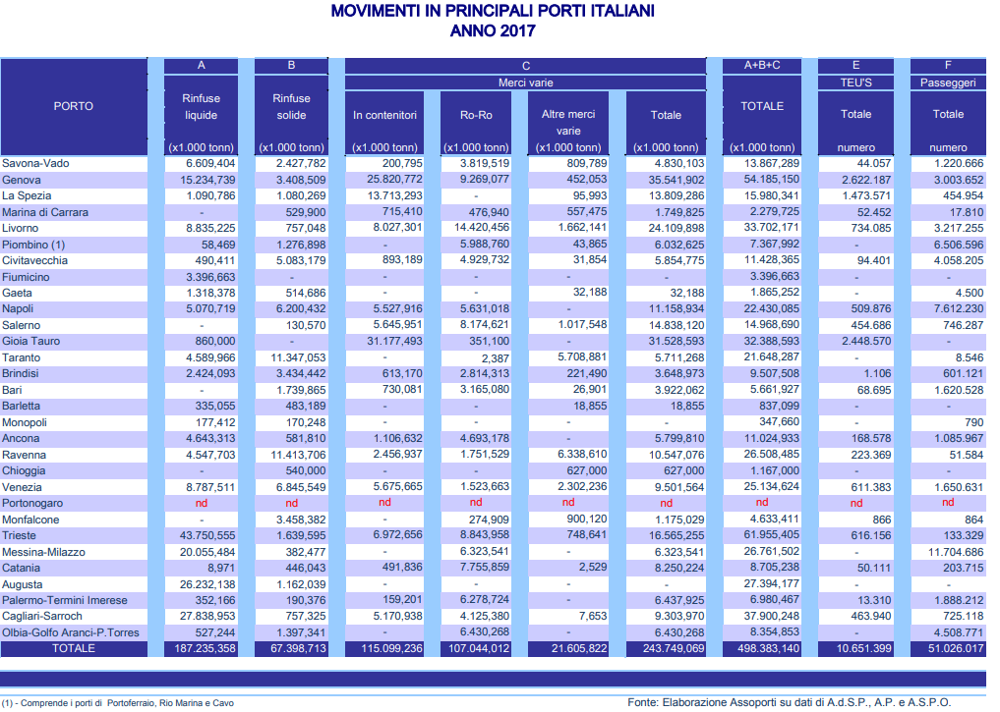 MOVIMENTI IN PRINCIPALI PORTI ITALIANI
ANNO 2017
A B C A+B+C E F
Merci varie TEU'S Passeggeri
PORTO Rinfuse liquide Rinfuse solide In contenitori Ro-Ro Altre merci varie Totale TOTALE Totale Totale
(x1.000 tonn) (x1.000 tonn) (x1.000 tonn) (x1.000 tonn) (x1.000 tonn) (x1.000 tonn) (x1.000 tonn) numero numero
Savona-Vado 6.609,404 2.427,782 200,795 3.819,519 809,789 4.830,103 13.867,289 44.057 1.220.666
Genova 15.234,739 3.408,509 25.820,772 9.269,077 452,053 35.541,902 54.185,150 2.622.187 3.003.652
La Spezia 1.090,786 1.080,269 13.713,293 - 95,993 13.809,286 15.980,341 1.473.571 454.954
Marina di Carrara - 529,900 715,410 476,940 557,475 1.749,825 2.279,725 52.452 17.810
Livorno 8.835,225 757,048 8.027,301 14.420,456 1.662,141 24.109,898 33.702,171 734.085 3.217.255
Piombino (1) 58,469 1.276,898 - 5.988,760 43,865 6.032,625 7.367,992 - 6.506.596
Civitavecchia 490,411 5.083,179 893,189 4.929,732 31,854 5.854,775 11.428,365 94.401 4.058.205
Fiumicino 3.396,663 - - - - - 3.396,663 - -
Gaeta 1.318,378 514,686 - - 32,188 32,188 1.865,252 - 4.500
Napoli 5.070,719 6.200,432 5.527,916 5.631,018 - 11.158,934 22.430,085 509.876 7.612.230
Salerno - 130,570 5.645,951 8.174,621 1.017,548 14.838,120 14.968,690 454.686 746.287
Gioia Tauro 860,000 - 31.177,493 351,100 - 31.528,593 32.388,593 2.448.570 -
Taranto 4.589,966 11.347,053 - 2,387 5.708,881 5.711,268 21.648,287 - 8.546
Brindisi 2.424,093 3.434,442 613,170 2.814,313 221,490 3.648,973 9.507,508 1.106 601.121
Bari - 1.739,865 730,081 3.165,080 26,901 3.922,062 5.661,927 68.695 1.620.528
Barletta 335,055 483,189 - - 18,855 18,855 837,099 - -
Monopoli 177,412 170,248 - - - - 347,660 - 790
Ancona 4.643,313 581,810 1.106,632 4.693,178 - 5.799,810 11.024,933 168.578 1.085.967
Ravenna 4.547,703 11.413,706 2.456,937 1.751,529 6.338,610 10.547,076 26.508,485 223.369 51.584
Chioggia - 540,000 - - 627,000 627,000 1.167,000 - -
Venezia 8.787,511 6.845,549 5.675,665 1.523,663 2.302,236 9.501,564 25.134,624 611.383 1.650.631
Portonogaro nd nd nd nd nd nd nd nd nd
Monfalcone - 3.458,382 - 274,909 900,120 1.175,029 4.633,411 866 864
Trieste 43.750,555 1.639,595 6.972,656 8.843,958 748,641 16.565,255 61.955,405 616.156 133.329
Messina-Milazzo 20.055,484 382,477 - 6.323,541 - 6.323,541 26.761,502 - 11.704.686
Catania 8,971 446,043 491,836 7.755,859 2,529 8.250,224 8.705,238 50.111 203.715
Augusta 26.232,138 1.162,039 - - - - 27.394,177 - -
Palermo-Termini Imerese 352,166 190,376 159,201 6.278,724 - 6.437,925 6.980,467 13.310 1.888.212
Cagliari-Sarroch 27.838,953 757,325 5.170,938 4.125,380 7,653 9.303,970 37.900,248 463.940 725.118
Olbia-Golfo Aranci-P.Torres 527,244 1.397,341 - 6.430,268 - 6.430,268 8.354,853 - 4.508.771
TOTALE 187.235,358 67.398,713 115.099,236 107.044,012 21.605,822 243.749,069 498.383,140 10.651.399 51.026.017
(1) - Comprende i porti di Portoferraio, Rio Marina e Cavo
Fonte: Elaborazione Assoporti su dati di A.d.S.P., A.P. e A.S.P.O.